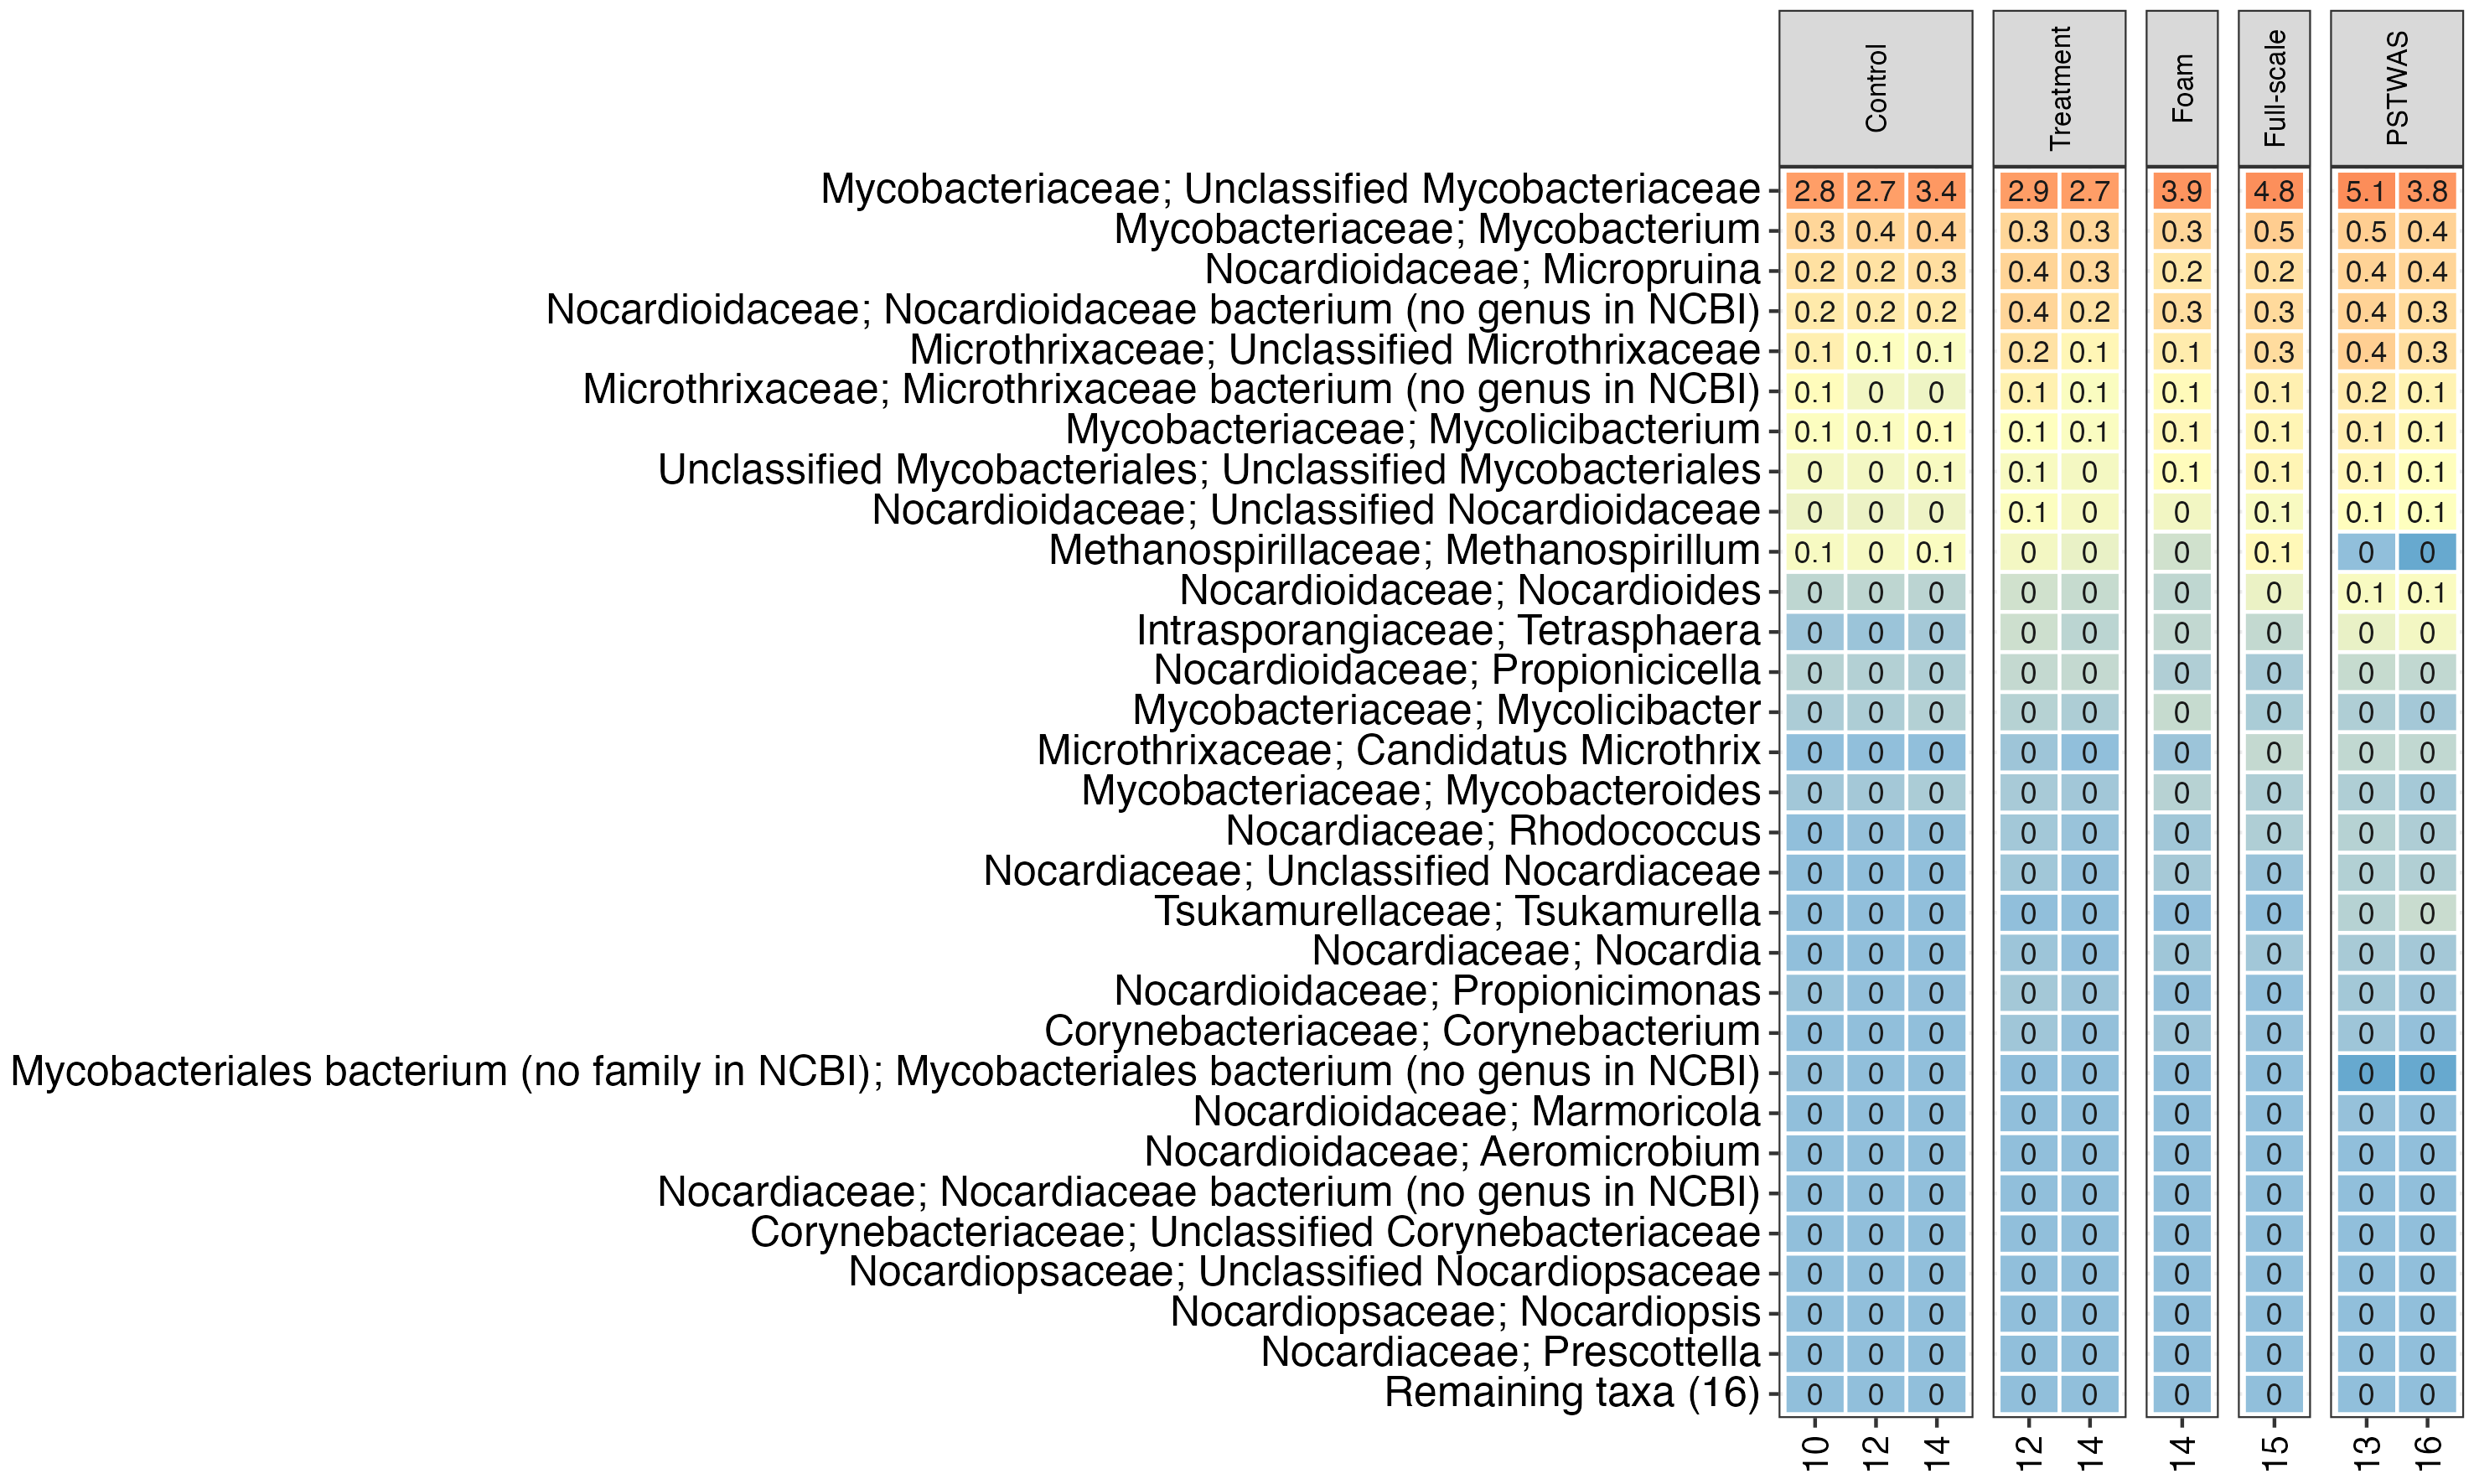 Control Treatment Foam Full-scale PSTWAS
Mycobacteriaceae; Unclassified Mycobacteriaceae 2.8 2.7 3.4 2.9 2.7 3.9 4.8 5.1 3.8
Mycobacteriaceae; Mycobacterium 0.3 0.4 0.4 0.3 0.3 0.3 0.5 0.5 0.4
Nocardioidaceae; Micropruina 0.2 0.2 0.3 0.4 0.3 0.2 0.2 0.4 0.4
Nocardioidaceae; Nocardioidaceae bacterium (no genus in NCBI) 0.2 0.2 0.2 0.4 0.2 0.3 0.3 0.4 0.3
Microthrixaceae; Unclassified Microthrixaceae 0.1 0.1 0.1 0.2 0.1 0.1 0.3 0.4 0.3
Microthrixaceae; Microthrixaceae bacterium (no genus in NCBI) 0.1 0 0 0.1 0.1 0.1 0.1 0.2 0.1
Mycobacteriaceae; Mycolicibacterium 0.1 0.1 0.1 0.1 0.1 0.1 0.1 0.1 0.1
Unclassified Mycobacteriales; Unclassified Mycobacteriales 0 0 0.1 0.1 0 0.1 0.1 0.1 0.1
Nocardioidaceae; Unclassified Nocardioidaceae 0 0 0 0.1 0 0 0.1 0.1 0.1
Methanospirillaceae; Methanospirillum 0.1 0 0.1 0 0 0 0.1 0 0
Nocardioidaceae; Nocardioides 0 0 0 0 0 0 0 0.1 0.1
Intrasporangiaceae; Tetrasphaera 0 0 0 0 0 0 0 0 0
Nocardioidaceae; Propionicicella 0 0 0 0 0 0 0 0 0
Mycobacteriaceae; Mycolicibacter 0 0 0 0 0 0 0 0 0
Microthrixaceae; Candidatus Microthrix 0 0 0 0 0 0 0 0 0
Mycobacteriaceae; Mycobacteroides 0 0 0 0 0 0 0 0 0
Nocardiaceae; Rhodococcus 0 0 0 0 0 0 0 0 0
Nocardiaceae; Unclassified Nocardiaceae 0 0 0 0 0 0 0 0 0
Tsukamurellaceae; Tsukamurella 0 0 0 0 0 0 0 0 0
Nocardiaceae; Nocardia 0 0 0 0 0 0 0 0 0
Nocardioidaceae; Propionicimonas 0 0 0 0 0 0 0 0 0
Corynebacteriaceae; Corynebacterium 0 0 0 0 0 0 0 0 0
Mycobacteriales bacterium (no family in NCBI); Mycobacteriales bacterium (no genus in NCBI) 0 0 0 0 0 0 0 0 0
Nocardioidaceae; Marmoricola 0 0 0 0 0 0 0 0 0
Nocardioidaceae; Aeromicrobium 0 0 0 0 0 0 0 0 0
Nocardiaceae; Nocardiaceae bacterium (no genus in NCBI) 0 0 0 0 0 0 0 0 0
Corynebacteriaceae; Unclassified Corynebacteriaceae 0 0 0 0 0 0 0 0 0
Nocardiopsaceae; Unclassified Nocardiopsaceae 0 0 0 0 0 0 0 0 0
Nocardiopsaceae; Nocardiopsis 0 0 0 0 0 0 0 0 0
Nocardiaceae; Prescottella 0 0 0 0 0 0 0 0 0
Remaining taxa (16) 0 0 0 0 0 0 0 0 0
10 12 14 12 14 14 15 13 16